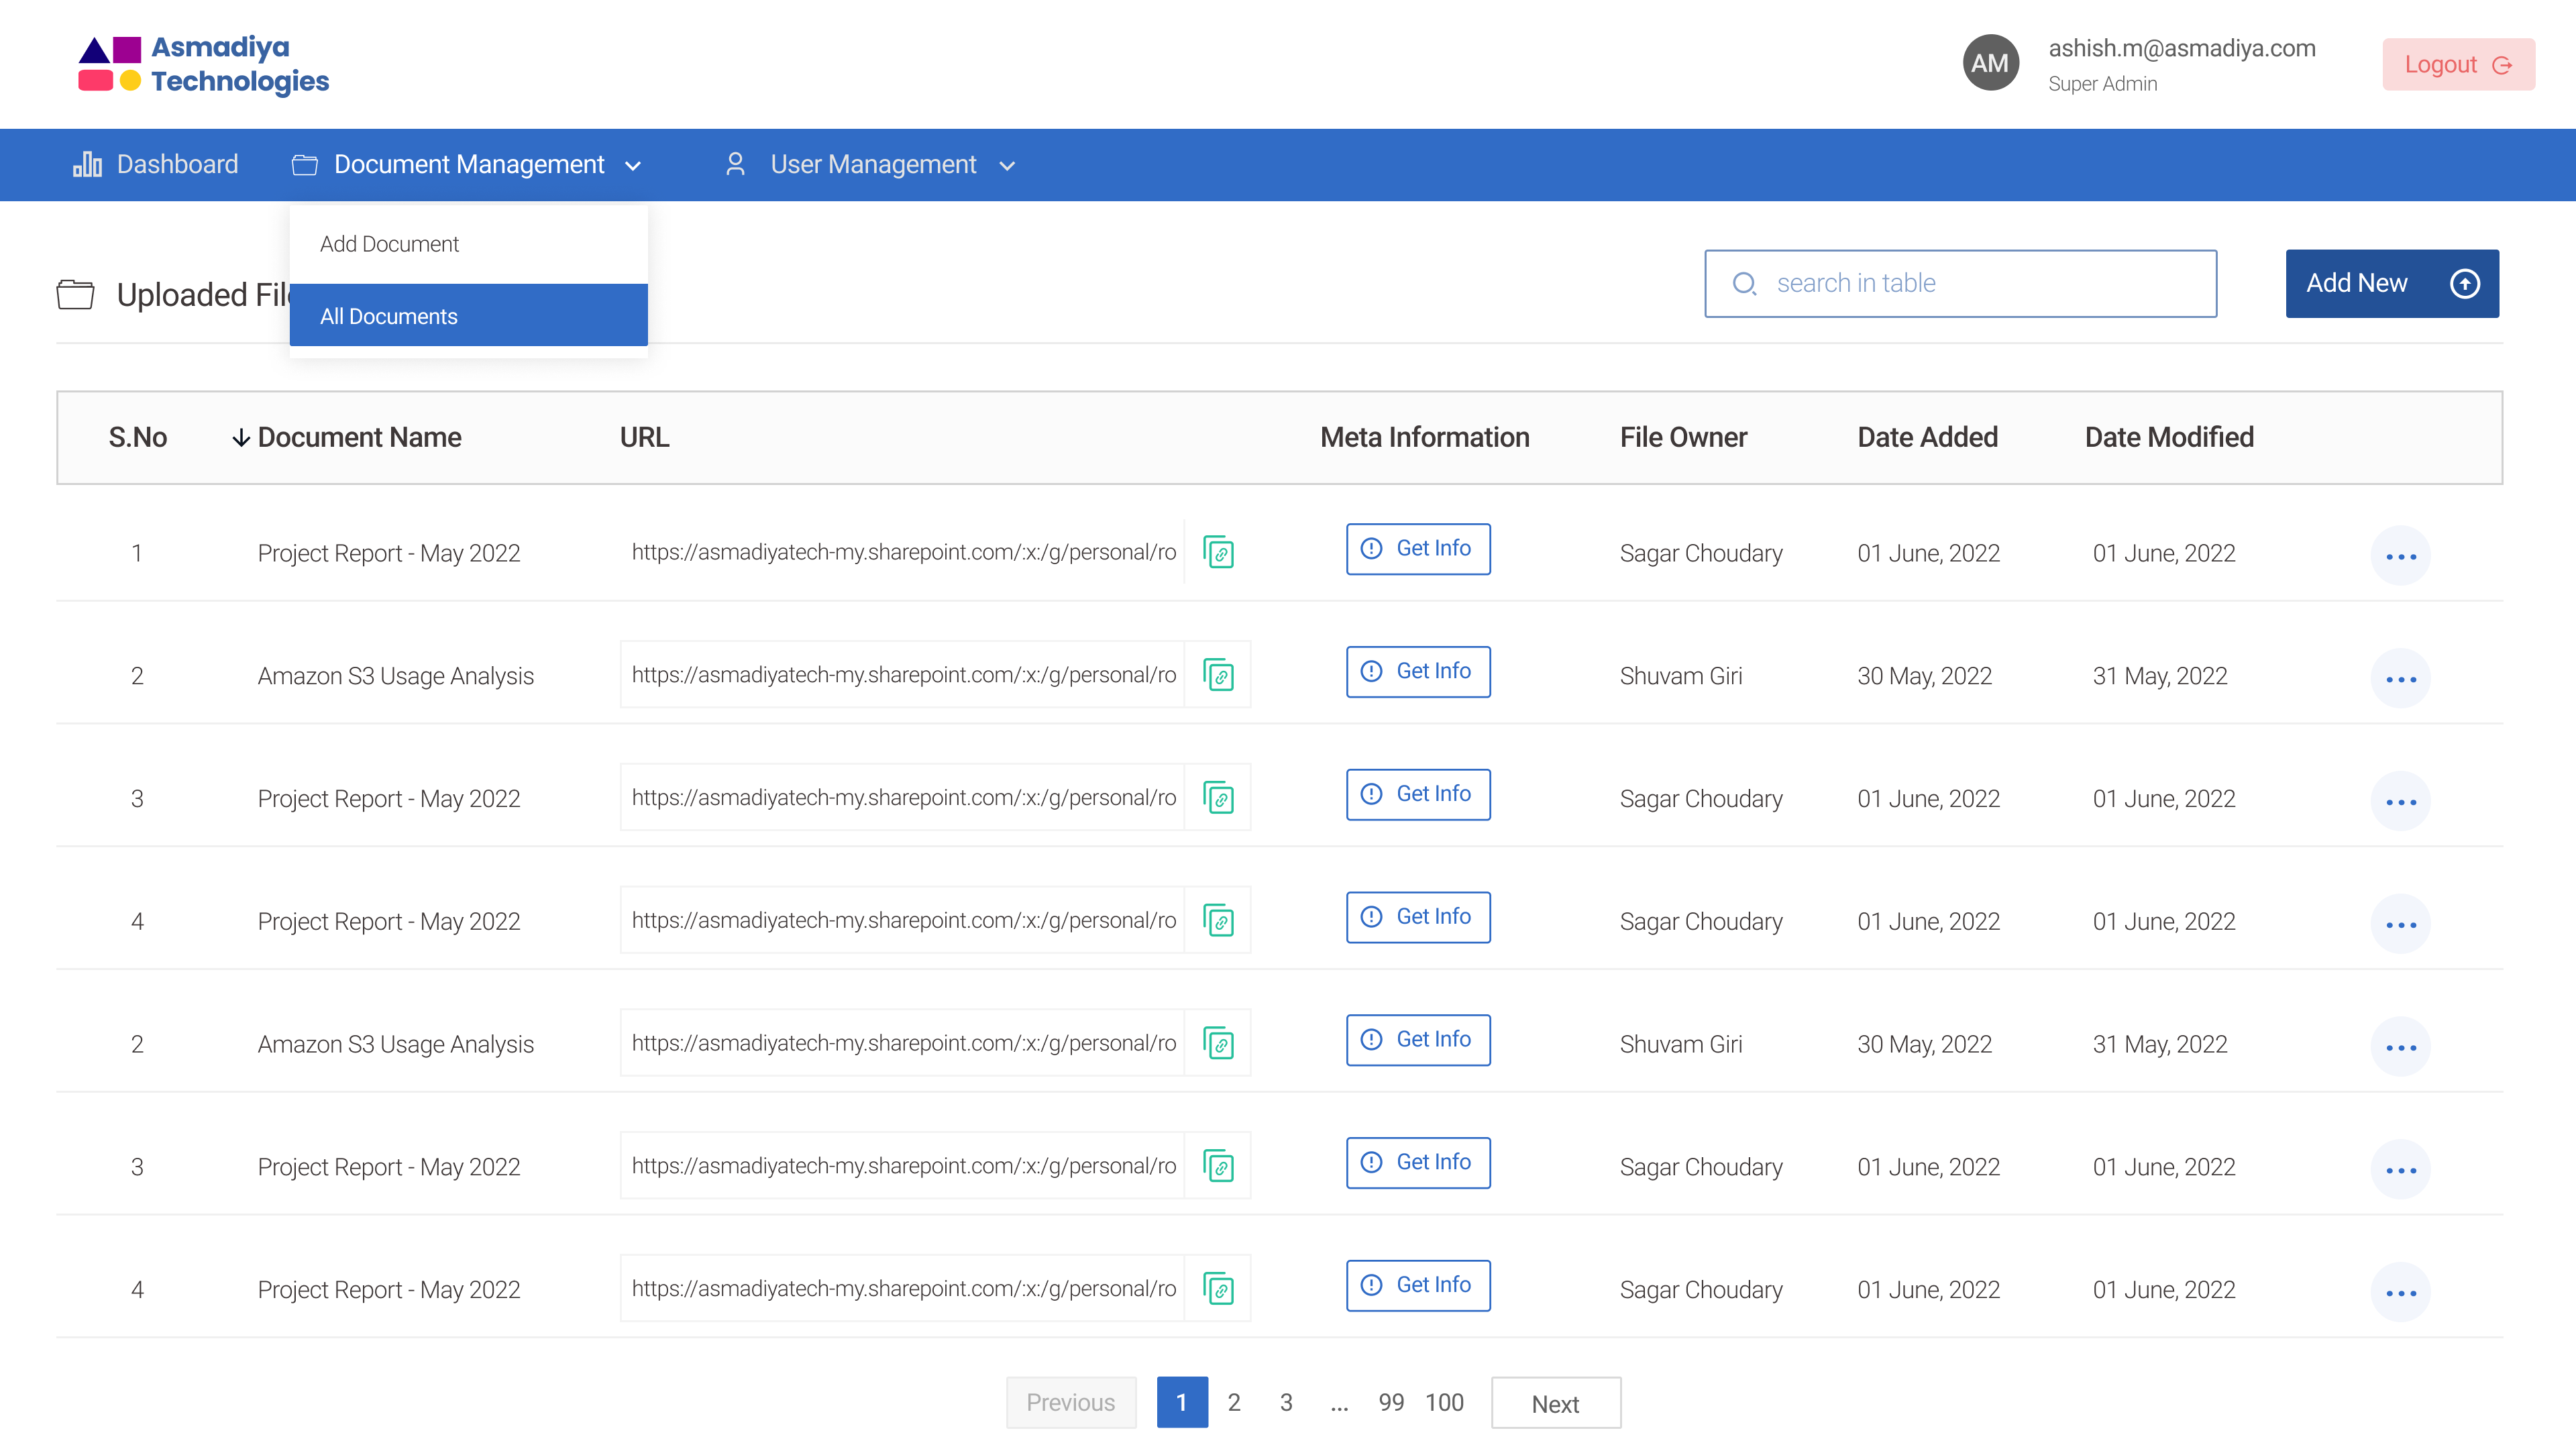 Asmadiya
Technologies
AM
ashish.m@asmadiya.com
Super Admin
Logout
Dashboard
Document Management
User Management
Add Document
All Documents
Uploaded
search in table
Add New
S.No Document Name URL Meta Information File Owner Date Added Date Modified
1 Project Report - May 2022 https://asmadiyatech-my.sharepoint.com/:x:/g/personal/ro Get Info Sagar Choudary 01 June, 2022 01 June, 2022
2 Amazon S3 Usage Analysis https://asmadiyatech-my.sharepoint.com/:x:/g/personal/ro Get Info Shuvam Giri 30 May, 2022 31 May, 2022
3 Project Report - May 2022 https://asmadiyatech-my.sharepoint.com/:x:/g/personal/ro Get Info Sagar Choudary 01 June, 2022 01 June, 2022
4 Project Report - May 2022 https://asmadiyatech-my.sharepoint.com/:x:/g/personal/ro Get Info Sagar Choudary 01 June, 2022 01 June, 2022
2 Amazon S3 Usage Analysis https://asmadiyatech-my.sharepoint.com/:x:/g/personal/ro Get Info Shuvam Giri 30 May, 2022 31 May, 2022
3 Project Report - May 2022 https://asmadiyatech-my.sharepoint.com/:x:/g/personal/ro Get Info Sagar Choudary 01 June, 2022 01 June, 2022
4 Project Report - May 2022 https://asmadiyatech-my.sharepoint.com/:x:/g/personal/ro Get Info Sagar Choudary 01 June, 2022 01 June, 2022
Previous 1 2 3 ... 99 100 Next